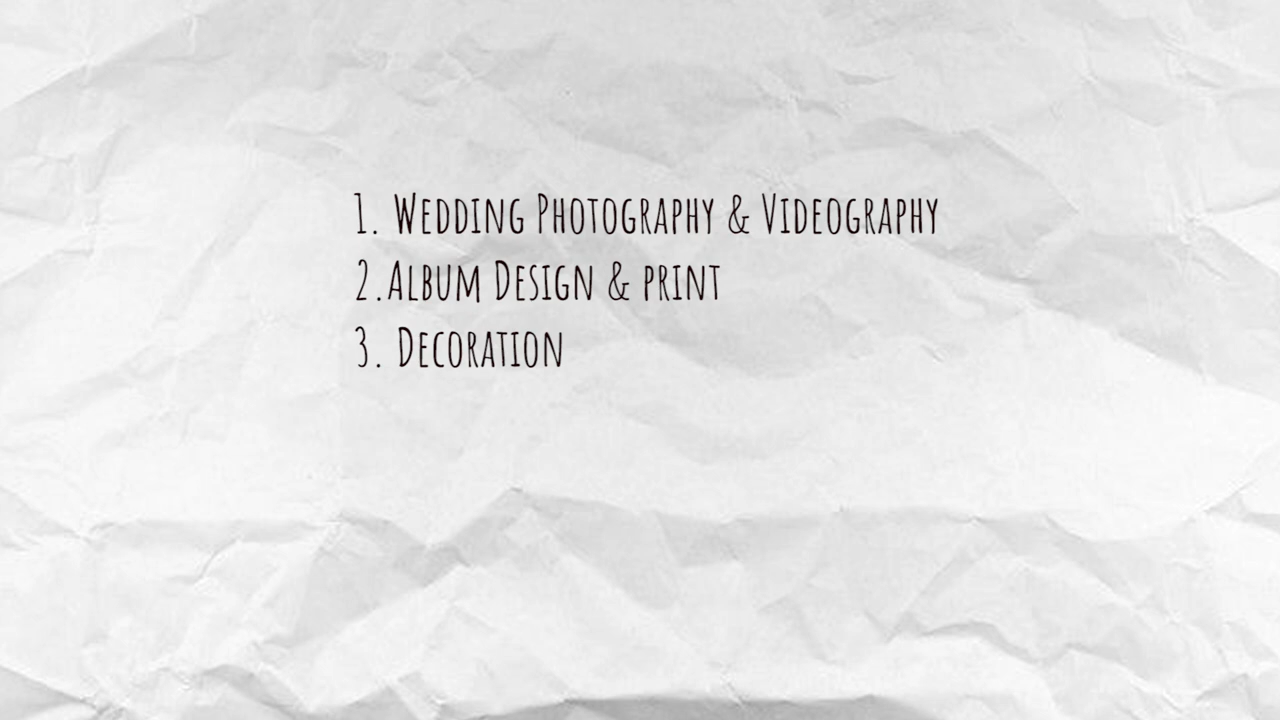 1. Wedding Photography & Videography
2.Album Design & print
3. Decoration